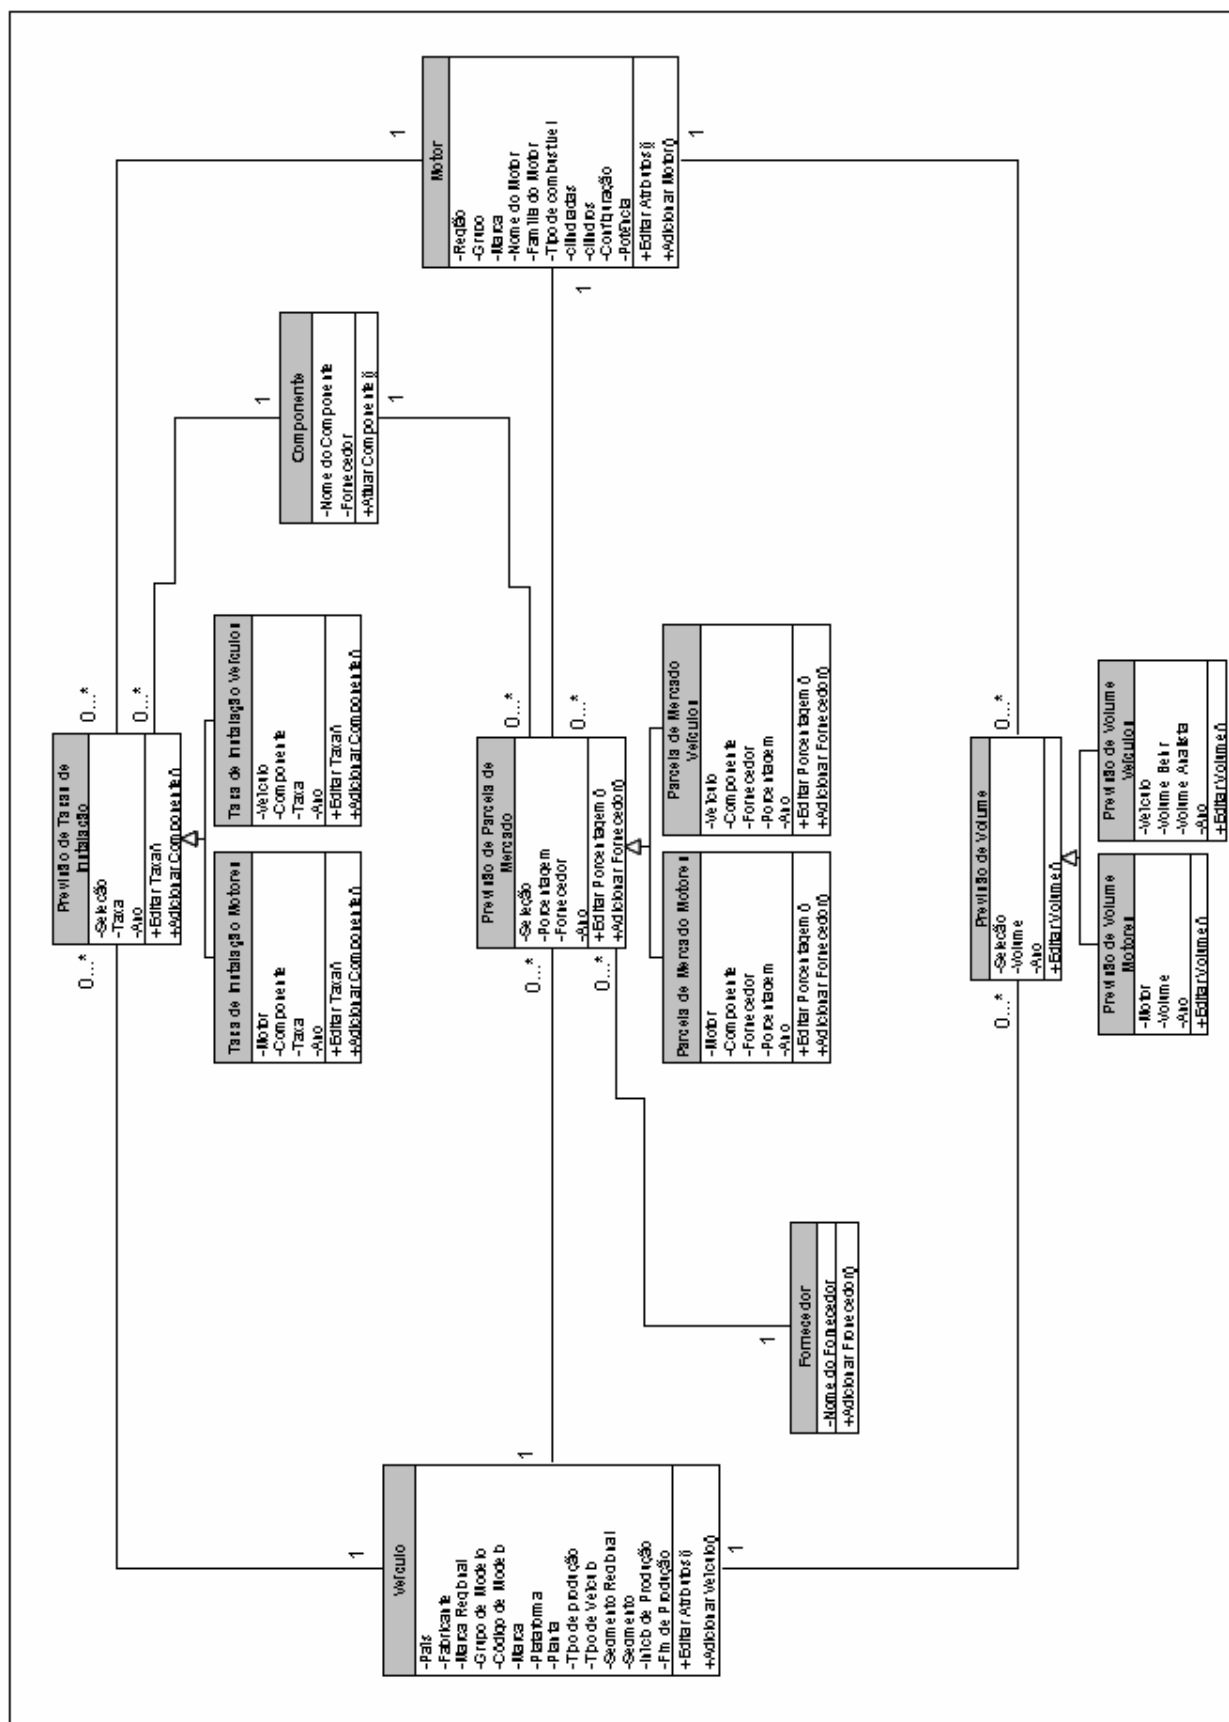 Previsão de Taxas de
Instalação
-Seleção
-Taxa
-Ano
+Editar Taxa()
+Adicionar Componente()
0...*
0...*
0...*
1
1
Taxa de Instalação Motores
-Motor
-Componente
-Taxa
-Ano
+Editar Taxa()
+Adicionar Componente()
Taxa de Instalação Veículos
-Veículo
-Componente
-Taxa
-Ano
+Editar Taxa()
+Adicionar Componente()
1
Componente
-Nome do Componente
-Fornecedor
+Atuar Componente()
1
Veículo
-País
-Fabricante
-Marca Regional
-Grupo de Modelo
-Código de Modelo
-Marca
-Plataforma
-Planta
-Tipo de produção
-Tipo de Veículo
-Segmento Regional
-Segmento
-Início de Produção
-Fim de Produção
+Editar Atributos()
+Adicionar Veículo()
1
1
Motor
-Região
-Grupo
-Marca
-Nome do Motor
-Família do Motor
-Tipo de combustível
-cilindradas
-cilindros
-Configuração
-Potência
+Editar Atributos()
+Adicionar Motor()
1
1
Previsão de Parcela de
Mercado
-Seleção
-Porcentagem
-Fornecedor
-Ano
+Editar Porcentagem ()
+Adicionar Fornecedor()
0...*
0...*
0...*
0...*
Parcela de Mercado Motores
-Motor
-Componente
-Fornecedor
-Porcentagem
-Ano
+Editar Porcentagem ()
+Adicionar Fornecedor()
Parcela de Mercado
Veículos
-Veículo
-Componente
-Fornecedor
-Porcentagem
-Ano
+Editar Porcentagem ()
+Adicionar Fornecedor()
1
Fornecedor
-Nome do Fornecedor
+Adicionar Fronecedor()
Previsão de Volume
-Seleção
-Volume
-Ano
+Editar Volume()
0...*
0...*
Previsão de Volume
Motores
-Motor
-Volume
-Ano
+Editar Volume()
Previsão de Volume
Veículos
-Veículo
-Volume Behr
-Volume Analista
-Ano
+Editar Volume()